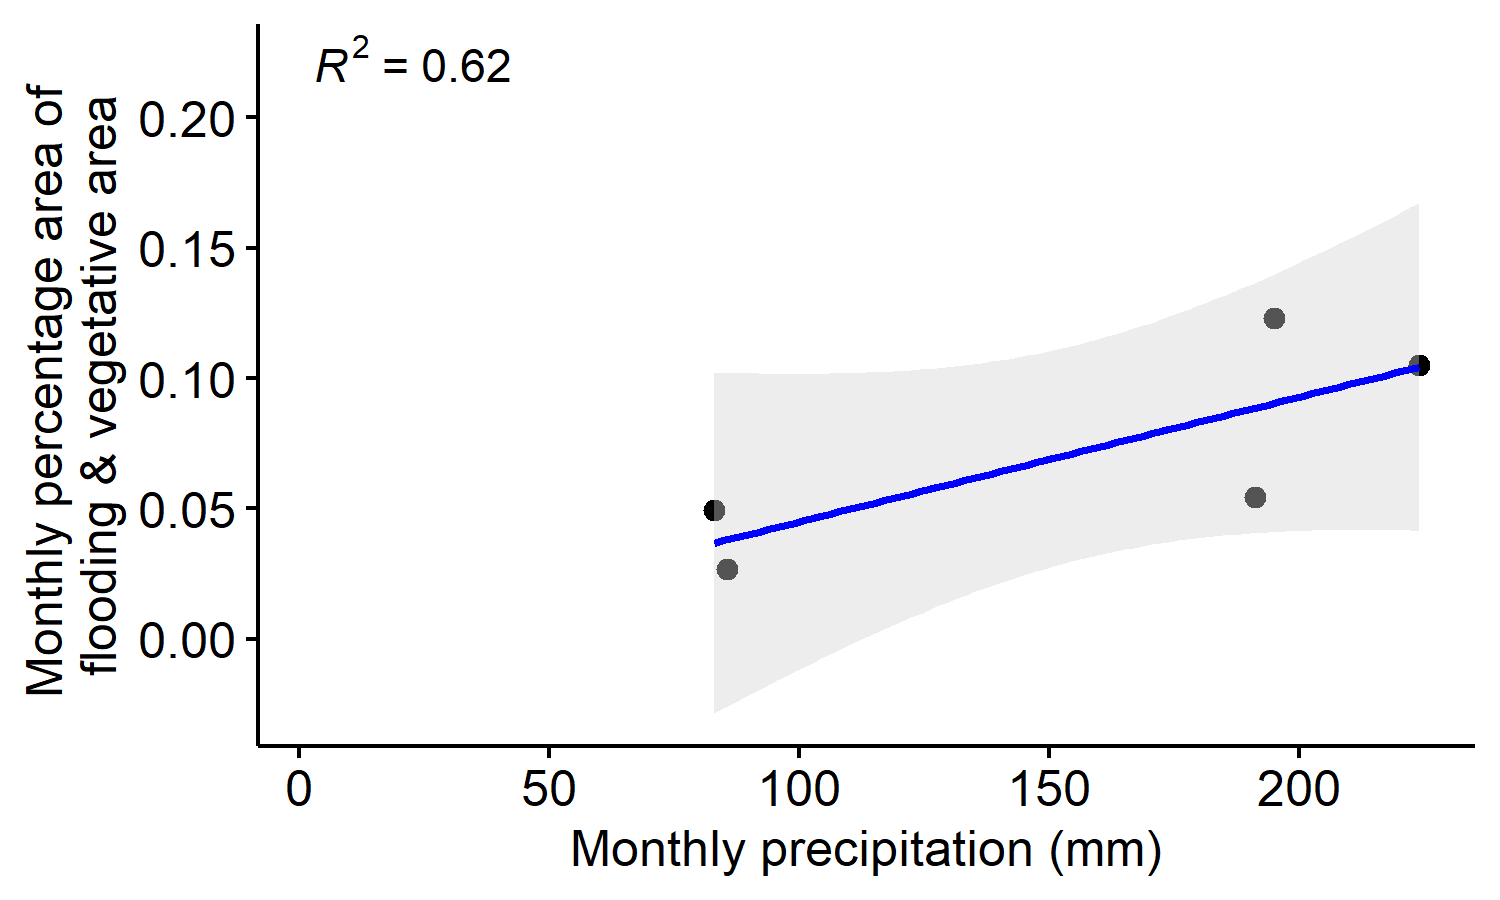 R² = 0.62
Monthly percentage area of
flooding & vegetative area
0.20
0.15
0.10
0.05
0.00
0 50 100 150 200
Monthly precipitation (mm)